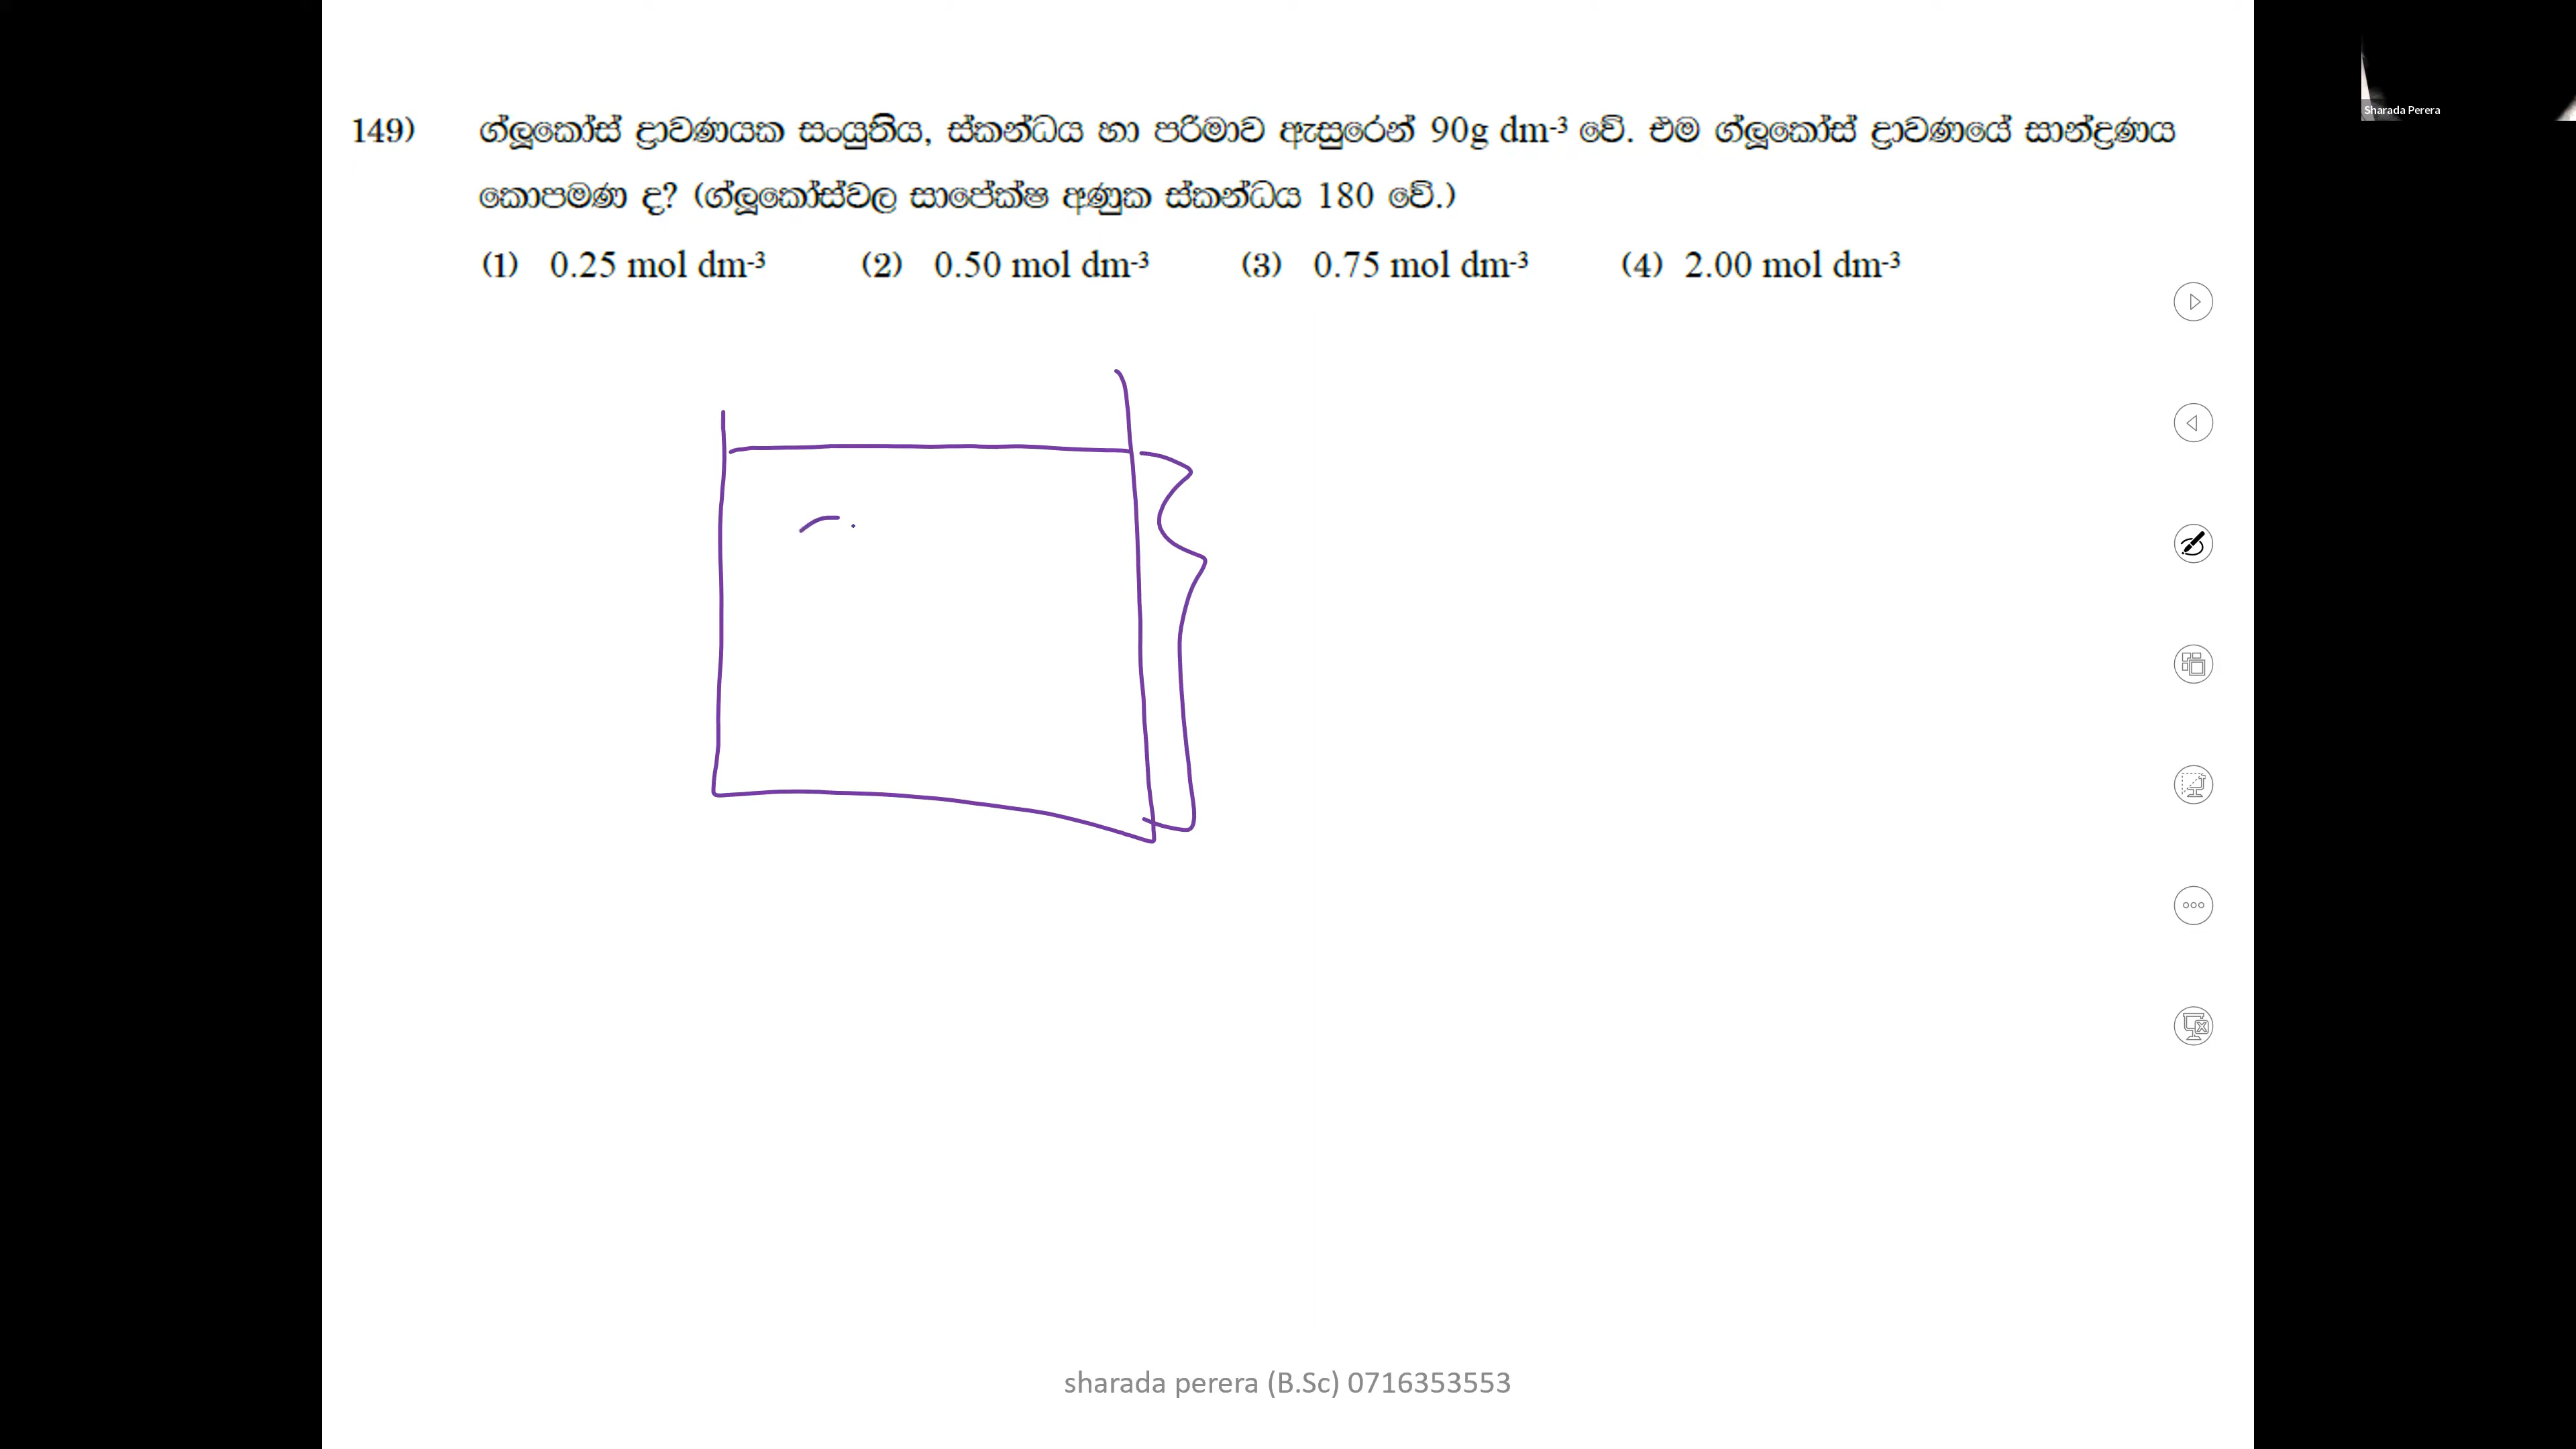 Sharada Perera
149) ග්ලූකෝස් ද්‍රාවණයක සංයුතිය, ස්කන්ධය හා පරිමාව ඇසුරෙන් 90g dm-³ වේ. එම ග්ලූකෝස් ද්‍රාවණයේ සාන්ද්‍රණය
කොපමණ ද? (ග්ලූකෝස්වල සාපේක්ෂ අණුක ස්කන්ධය 180 වේ.)
(1) 0.25 mol dm-³ (2) 0.50 mol dm-³ (3) 0.75 mol dm-³ (4) 2.00 mol dm-³
sharada perera (B.Sc) 0716353553